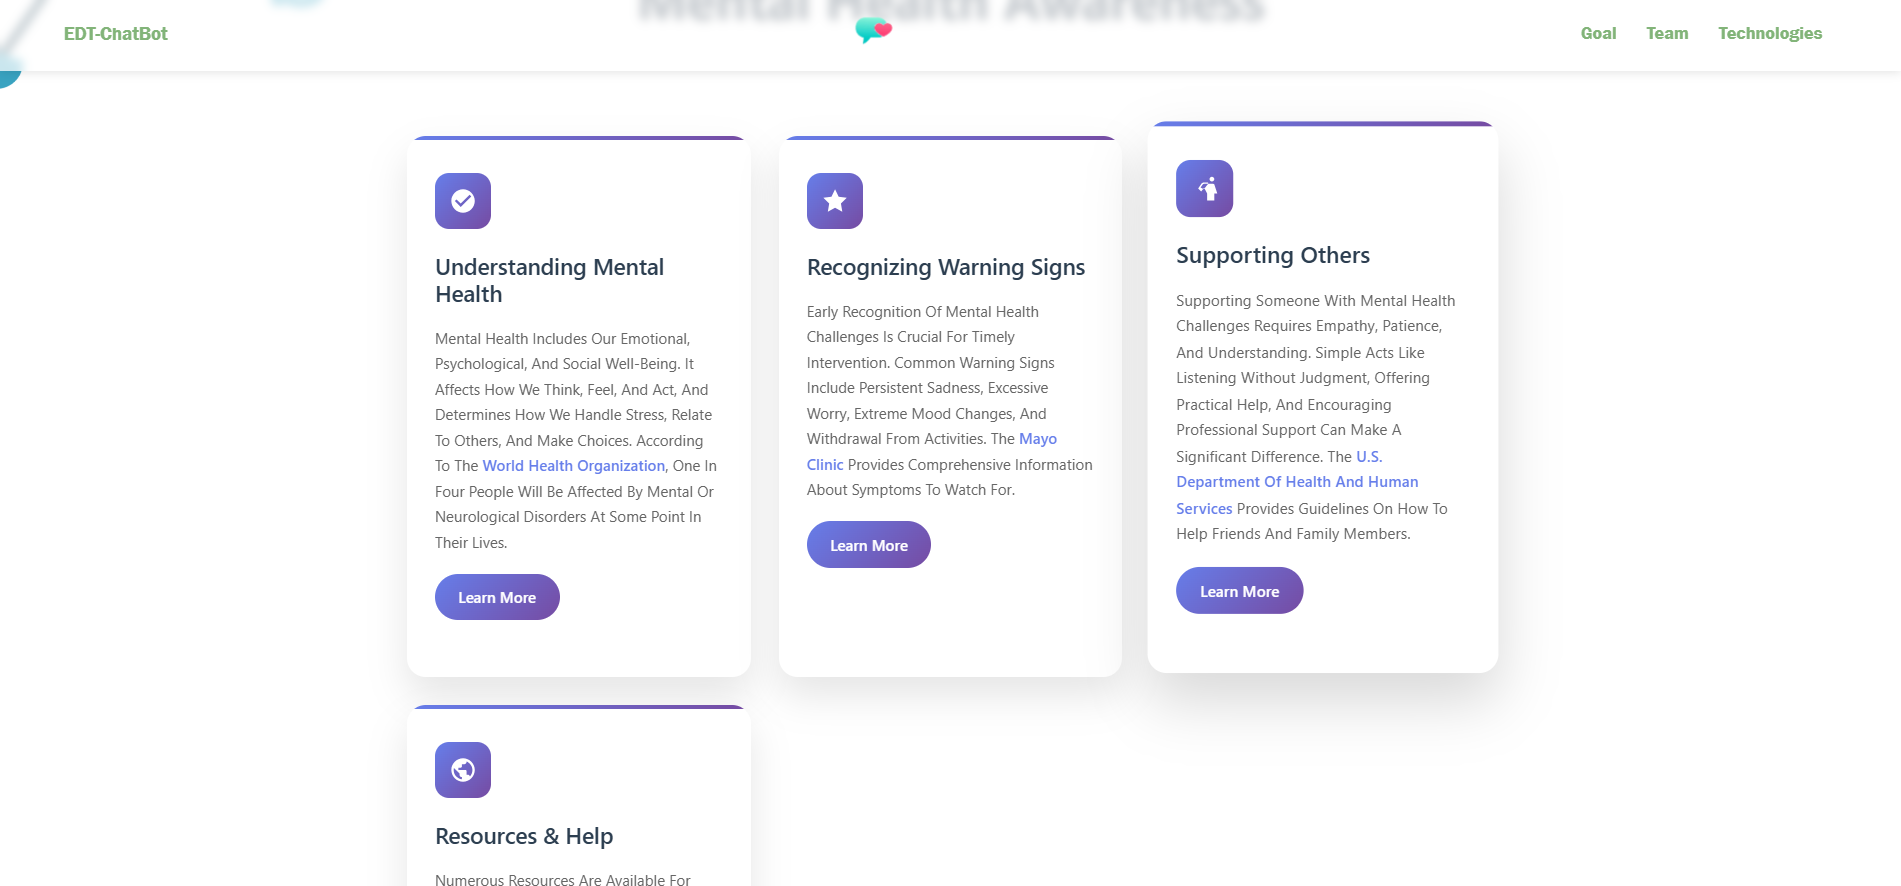 Mental Health Awareness
EDT-ChatBot
Goal
Team
Technologies
Understanding Mental
Health
Mental Health Includes Our Emotional,
Psychological, And Social Well-Being. It
Affects How We Think, Feel, And Act, And
Determines How We Handle Stress, Relate
To Others, And Make Choices. According
To The World Health Organization, One In
Four People Will Be Affected By Mental Or
Neurological Disorders At Some Point In
Their Lives.
Learn More
Recognizing Warning Signs
Early Recognition Of Mental Health
Challenges Is Crucial For Timely
Intervention. Common Warning Signs
Include Persistent Sadness, Excessive
Worry, Extreme Mood Changes, And
Withdrawal From Activities. The Mayo
Clinic Provides Comprehensive Information
About Symptoms To Watch For.
Learn More
Supporting Others
Supporting Someone With Mental Health
Challenges Requires Empathy, Patience,
And Understanding. Simple Acts Like
Listening Without Judgment, Offering
Practical Help, And Encouraging
Professional Support Can Make A
Significant Difference. The U.S.
Department Of Health And Human
Services Provides Guidelines On How To
Help Friends And Family Members.
Learn More
Resources & Help
Numerous Resources Are Available For